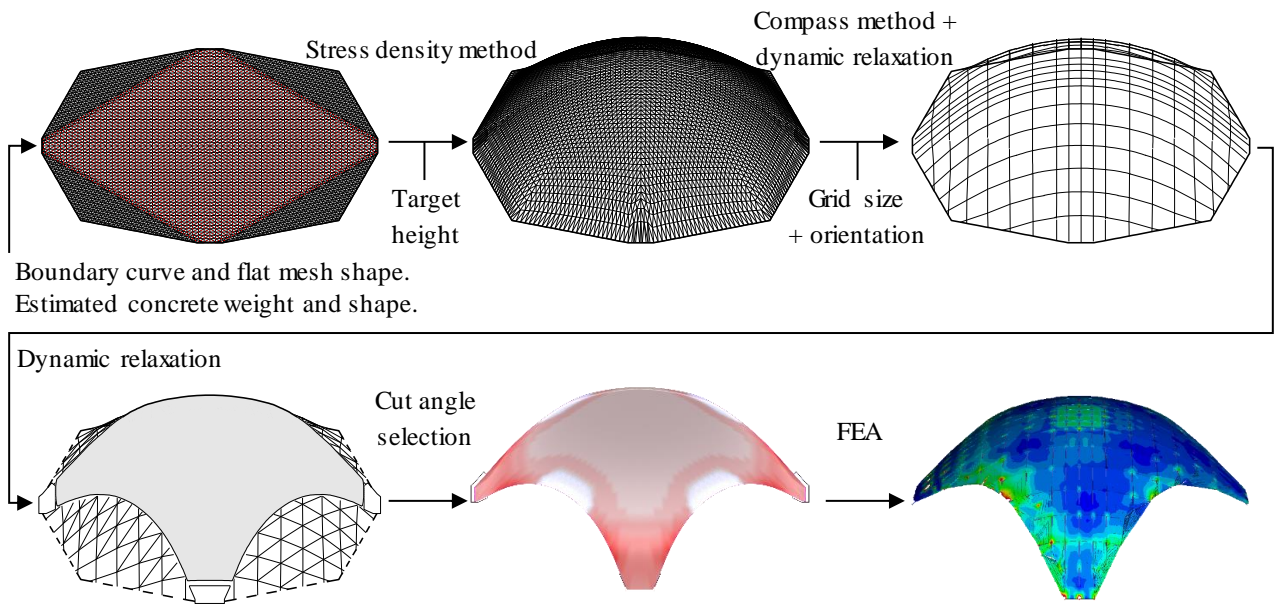 Stress density method
Compass method +
dynamic relaxation
Target
height
Grid size
+ orientation
Boundary curve and flat mesh shape.
Estimated concrete weight and shape.
Dynamic relaxation
Cut angle
selection
FEA